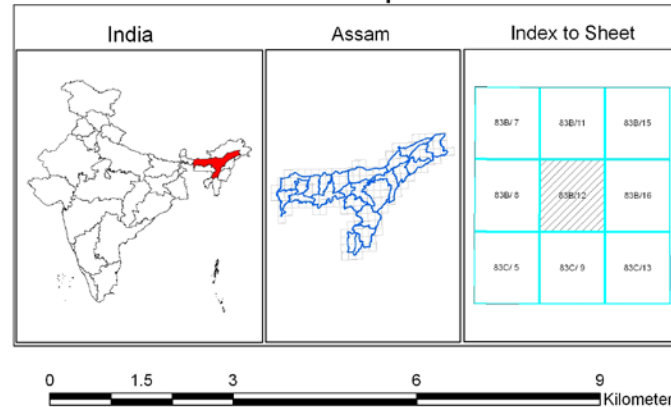 India
Assam
Index to Sheet
83B/ 7 83B/11 83B/15
83B/ 8 83B/12 83B/16
83C/ 5 83C/ 9 83C/13
0 1.5 3 6 9
Kilometer